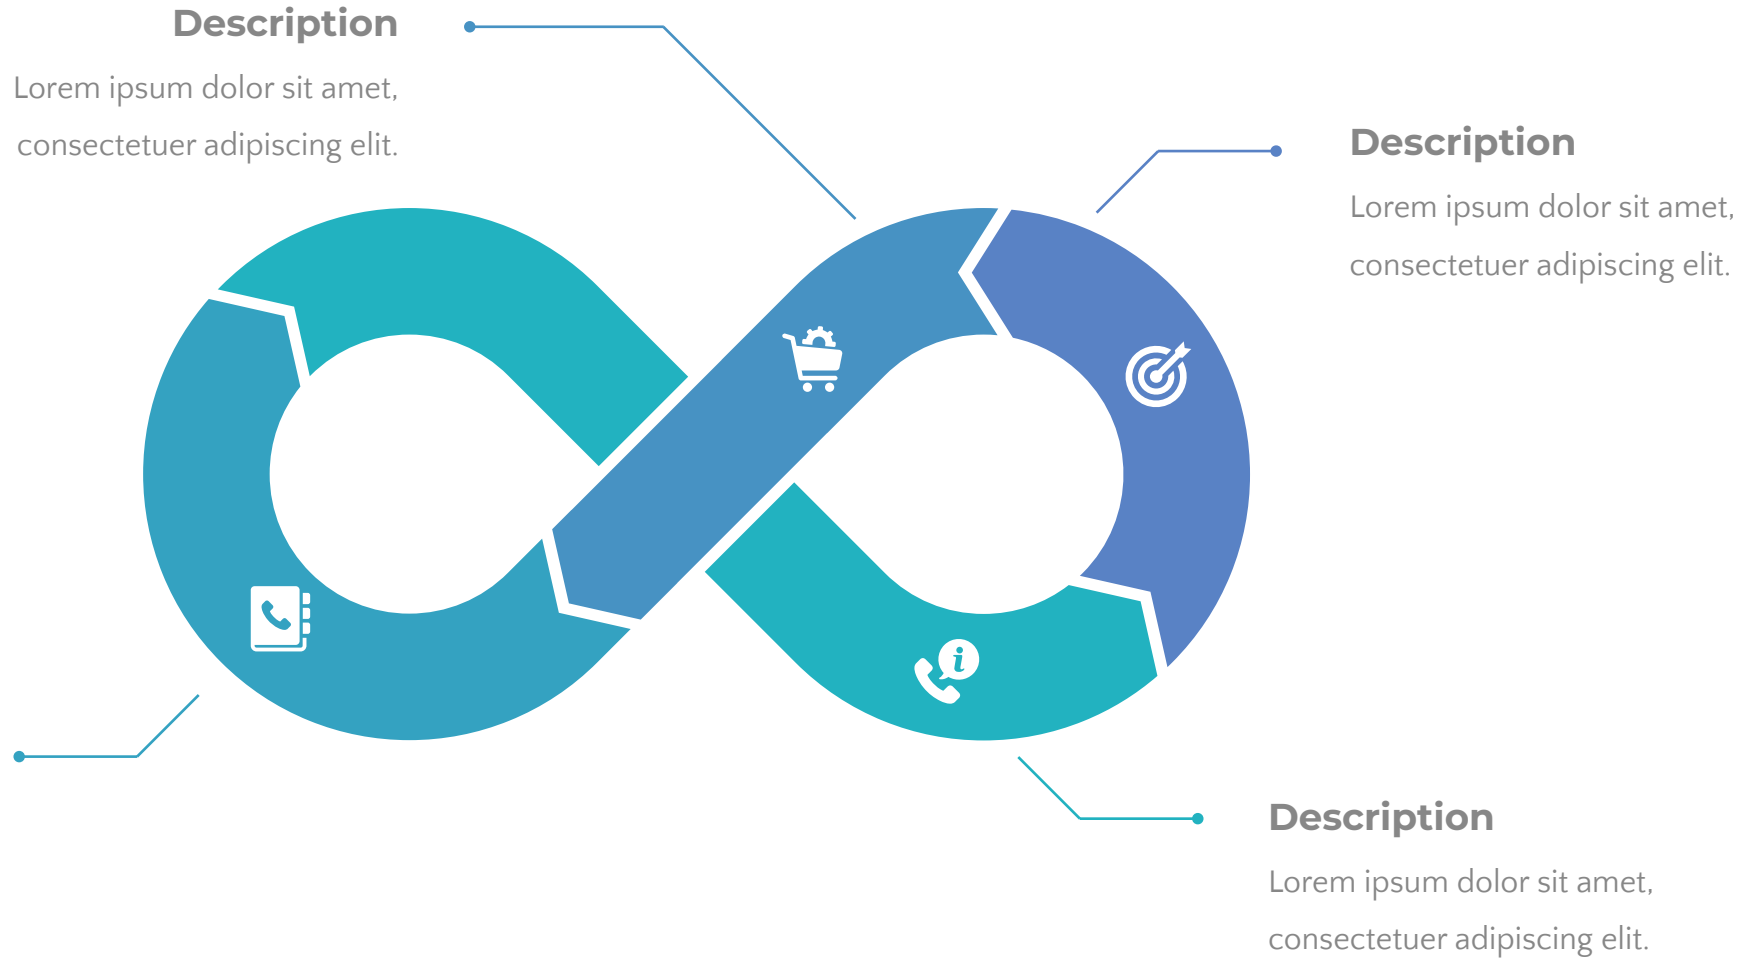 Description
Lorem ipsum dolor sit amet,
consectetuer adipiscing elit.
Description
Lorem ipsum dolor sit amet,
consectetuer adipiscing elit.
i
Description
Lorem ipsum dolor sit amet,
consectetuer adipiscing elit.